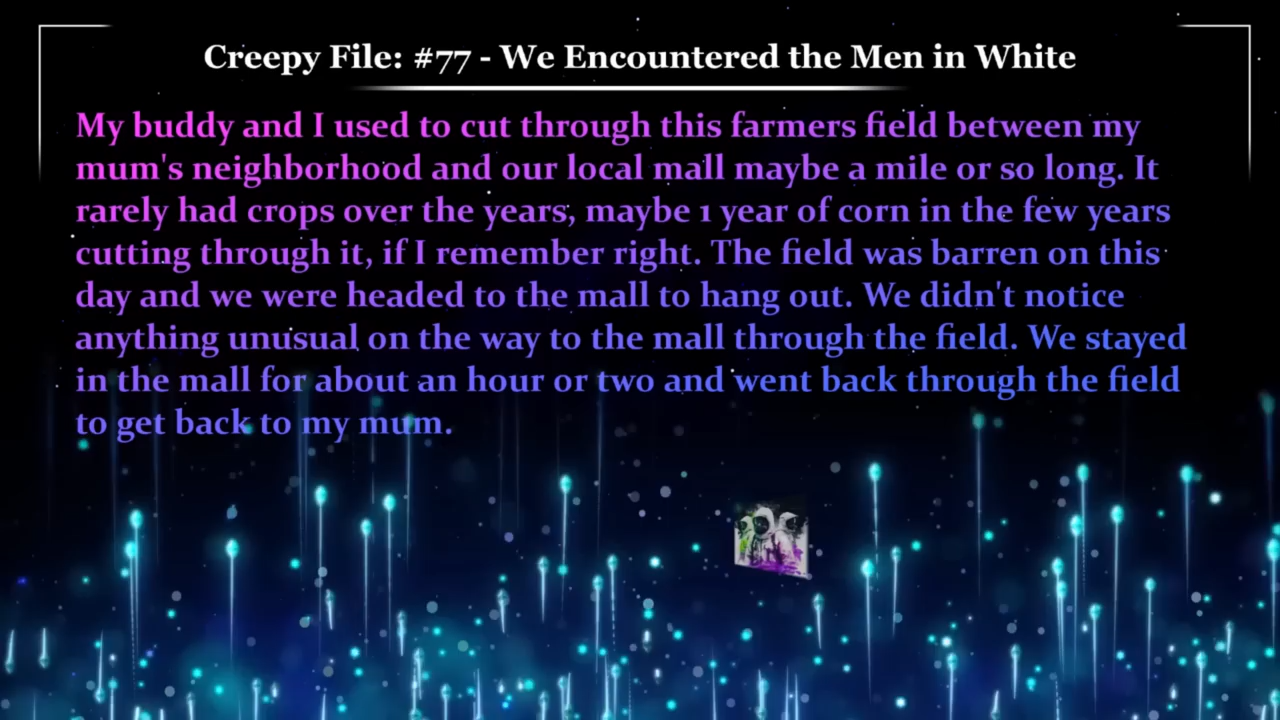 Creepy File: #77 - We Encountered the Men in White
My buddy and I used to cut through this farmers field between my
mum's neighborhood and our local mall maybe a mile or so long. It
rarely had crops over the years, maybe 1 year of corn in the few years
cutting through it, if I remember right. The field was barren on this
day and we were headed to the mall to hang out. We didn't notice
anything unusual on the way to the mall through the field. We stayed
in the mall for about an hour or two and went back through the field
to get back to my mum.